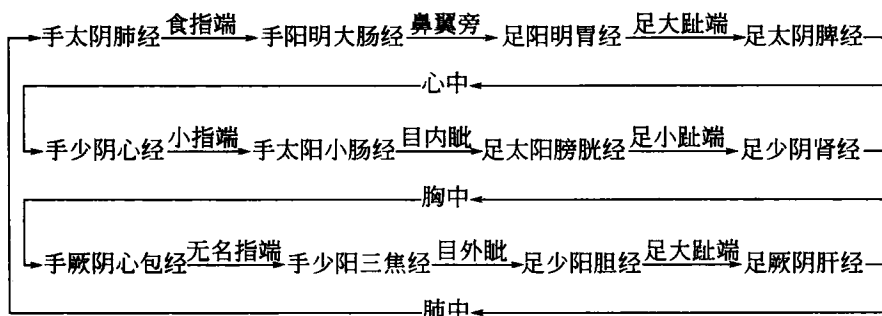 手太阴肺经 食指端 手阳明大肠经 鼻翼旁 足阳明胃经 足大趾端 足太阴脾经
心中
手少阴心经 小指端 手太阳小肠经 目内眦 足太阳膀胱经 足小趾端 足少阴肾经
胸中
手厥阴心包经 无名指端 手少阳三焦经 目外眦 足少阳胆经 足大趾端 足厥阴肝经
肺中